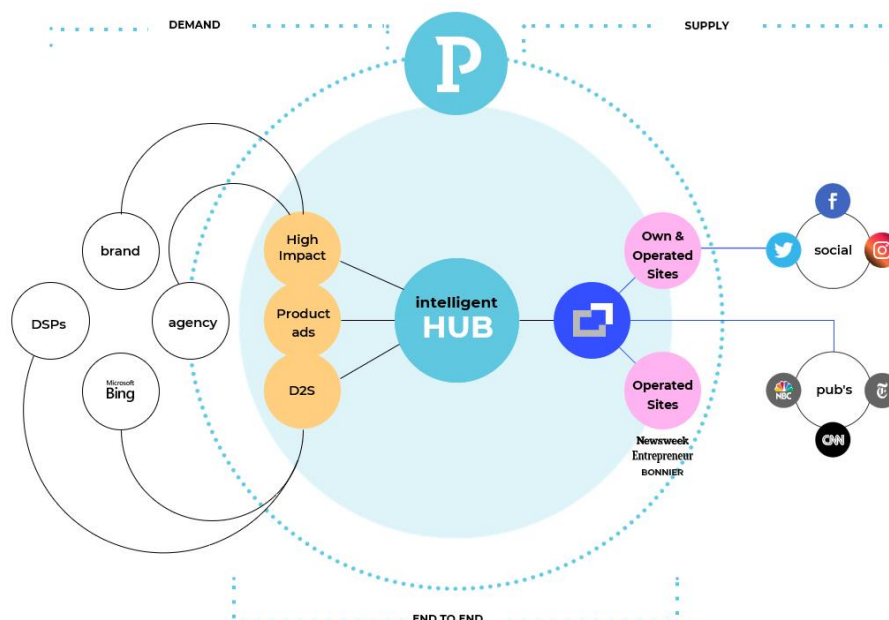 DEMAND
SUPPLY
P
brand
High
Impact
Own &
Operated
Sites
f
social
DSPs
agency
Product
ads
intelligent
HUB
Microsoft
Bing
D2S
Operated
Sites
NBC
pub's
T
CNN
Newsweek
Entrepreneur
BONNIER
END TO END